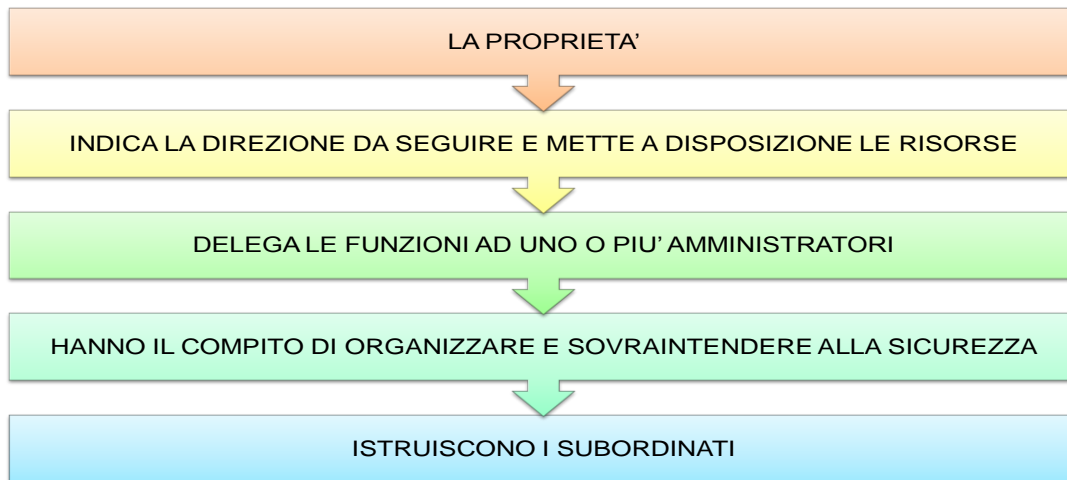 LA PROPRIETA’
INDICA LA DIREZIONE DA SEGUIRE E METTE A DISPOSIZIONE LE RISORSE
DELEGA LE FUNZIONI AD UNO O PIU’ AMMINISTRATORI
HANNO IL COMPITO DI ORGANIZZARE E SOVRAINTENDERE ALLA SICUREZZA
ISTRUISCONO I SUBORDINATI